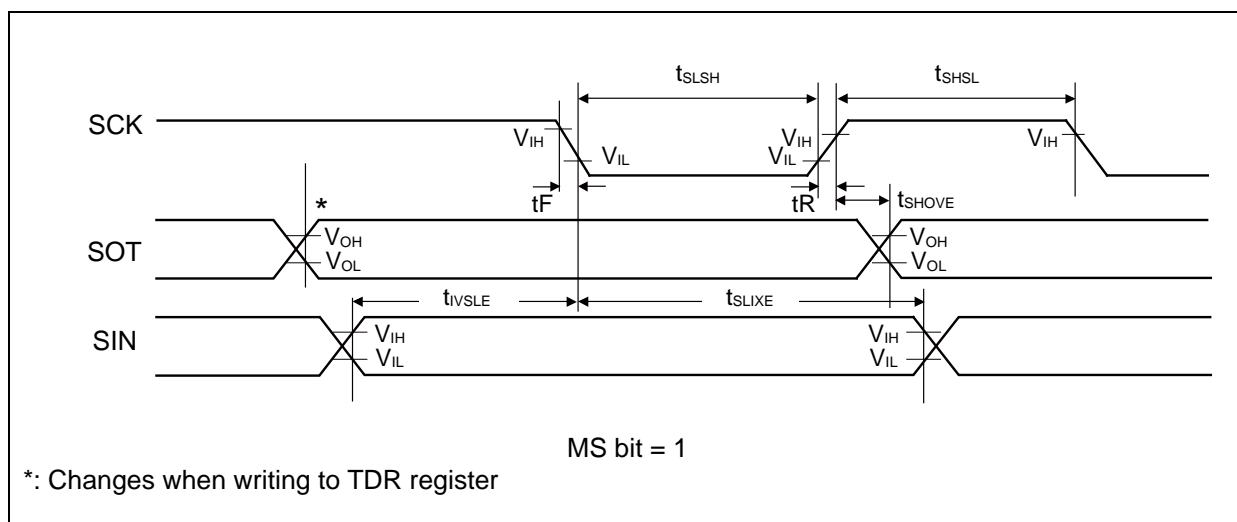 tSLSH tSHSL
SCK
VIH VIL VIH VIL VIH
tF tR tSHOVE
*
SOT
VOH VOH
VOL VOL
tIVSLE tSLIXE
SIN
VIH VIH
VIL VIL
MS bit = 1
*: Changes when writing to TDR register